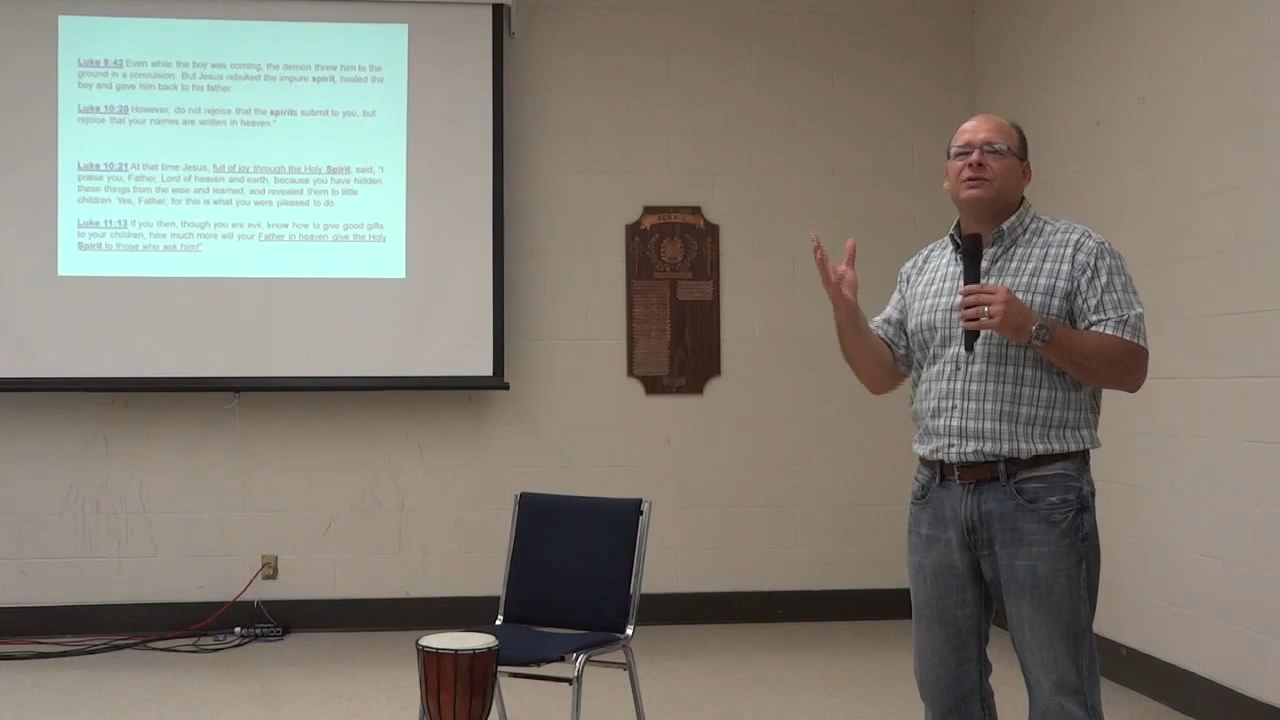 Luke 9:42 Even while the boy was coming, the demon threw him to the
ground in a convulsion. But Jesus rebuked the impure spirit, healed the
boy and gave him back to his father.
Luke 10:20 However, do not rejoice that the spirits submit to you, but
rejoice that your names are written in heaven."
Luke 10:21 At that time Jesus, full of joy through the Holy Spirit, said, "I
praise you, Father, Lord of heaven and earth, because you have hidden
these things from the wise and learned, and revealed them to little
children. Yes, Father, for this is what you were pleased to do.
Luke 11:13 If you then, though you are evil, know how to give good gifts
to your children, how much more will your Father in heaven give the Holy
Spirit to those who ask him!"